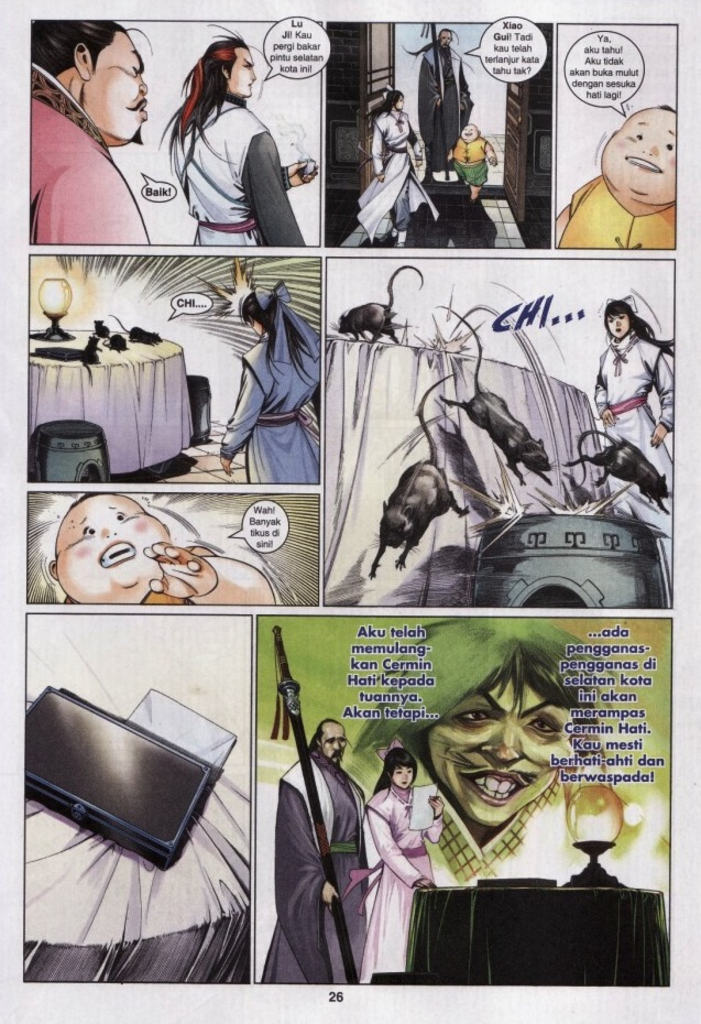 Lu
Ji! Kau
pergi bakar
pintu selatan
kota ini!
Baik!
Xiao
Gui! Tadi
kau telah
terlanjur kata
tahu tak?
Ya,
aku tahu!
Aku tidak
akan buka mulut
dengan sesuka
hati lagi!
CHI....
CHI...
Wah!
Banyak
tikus di
sini!
Aku telah
memulang-
kan Cermin
Hati kepada
tuannya.
Akan tetapi...
...ada
pengganas-
pengganas di
selatan kota
ini akan
merampas
Cermin Hati.
Kau mesti
berhati-ahti dan
berwaspada!
26